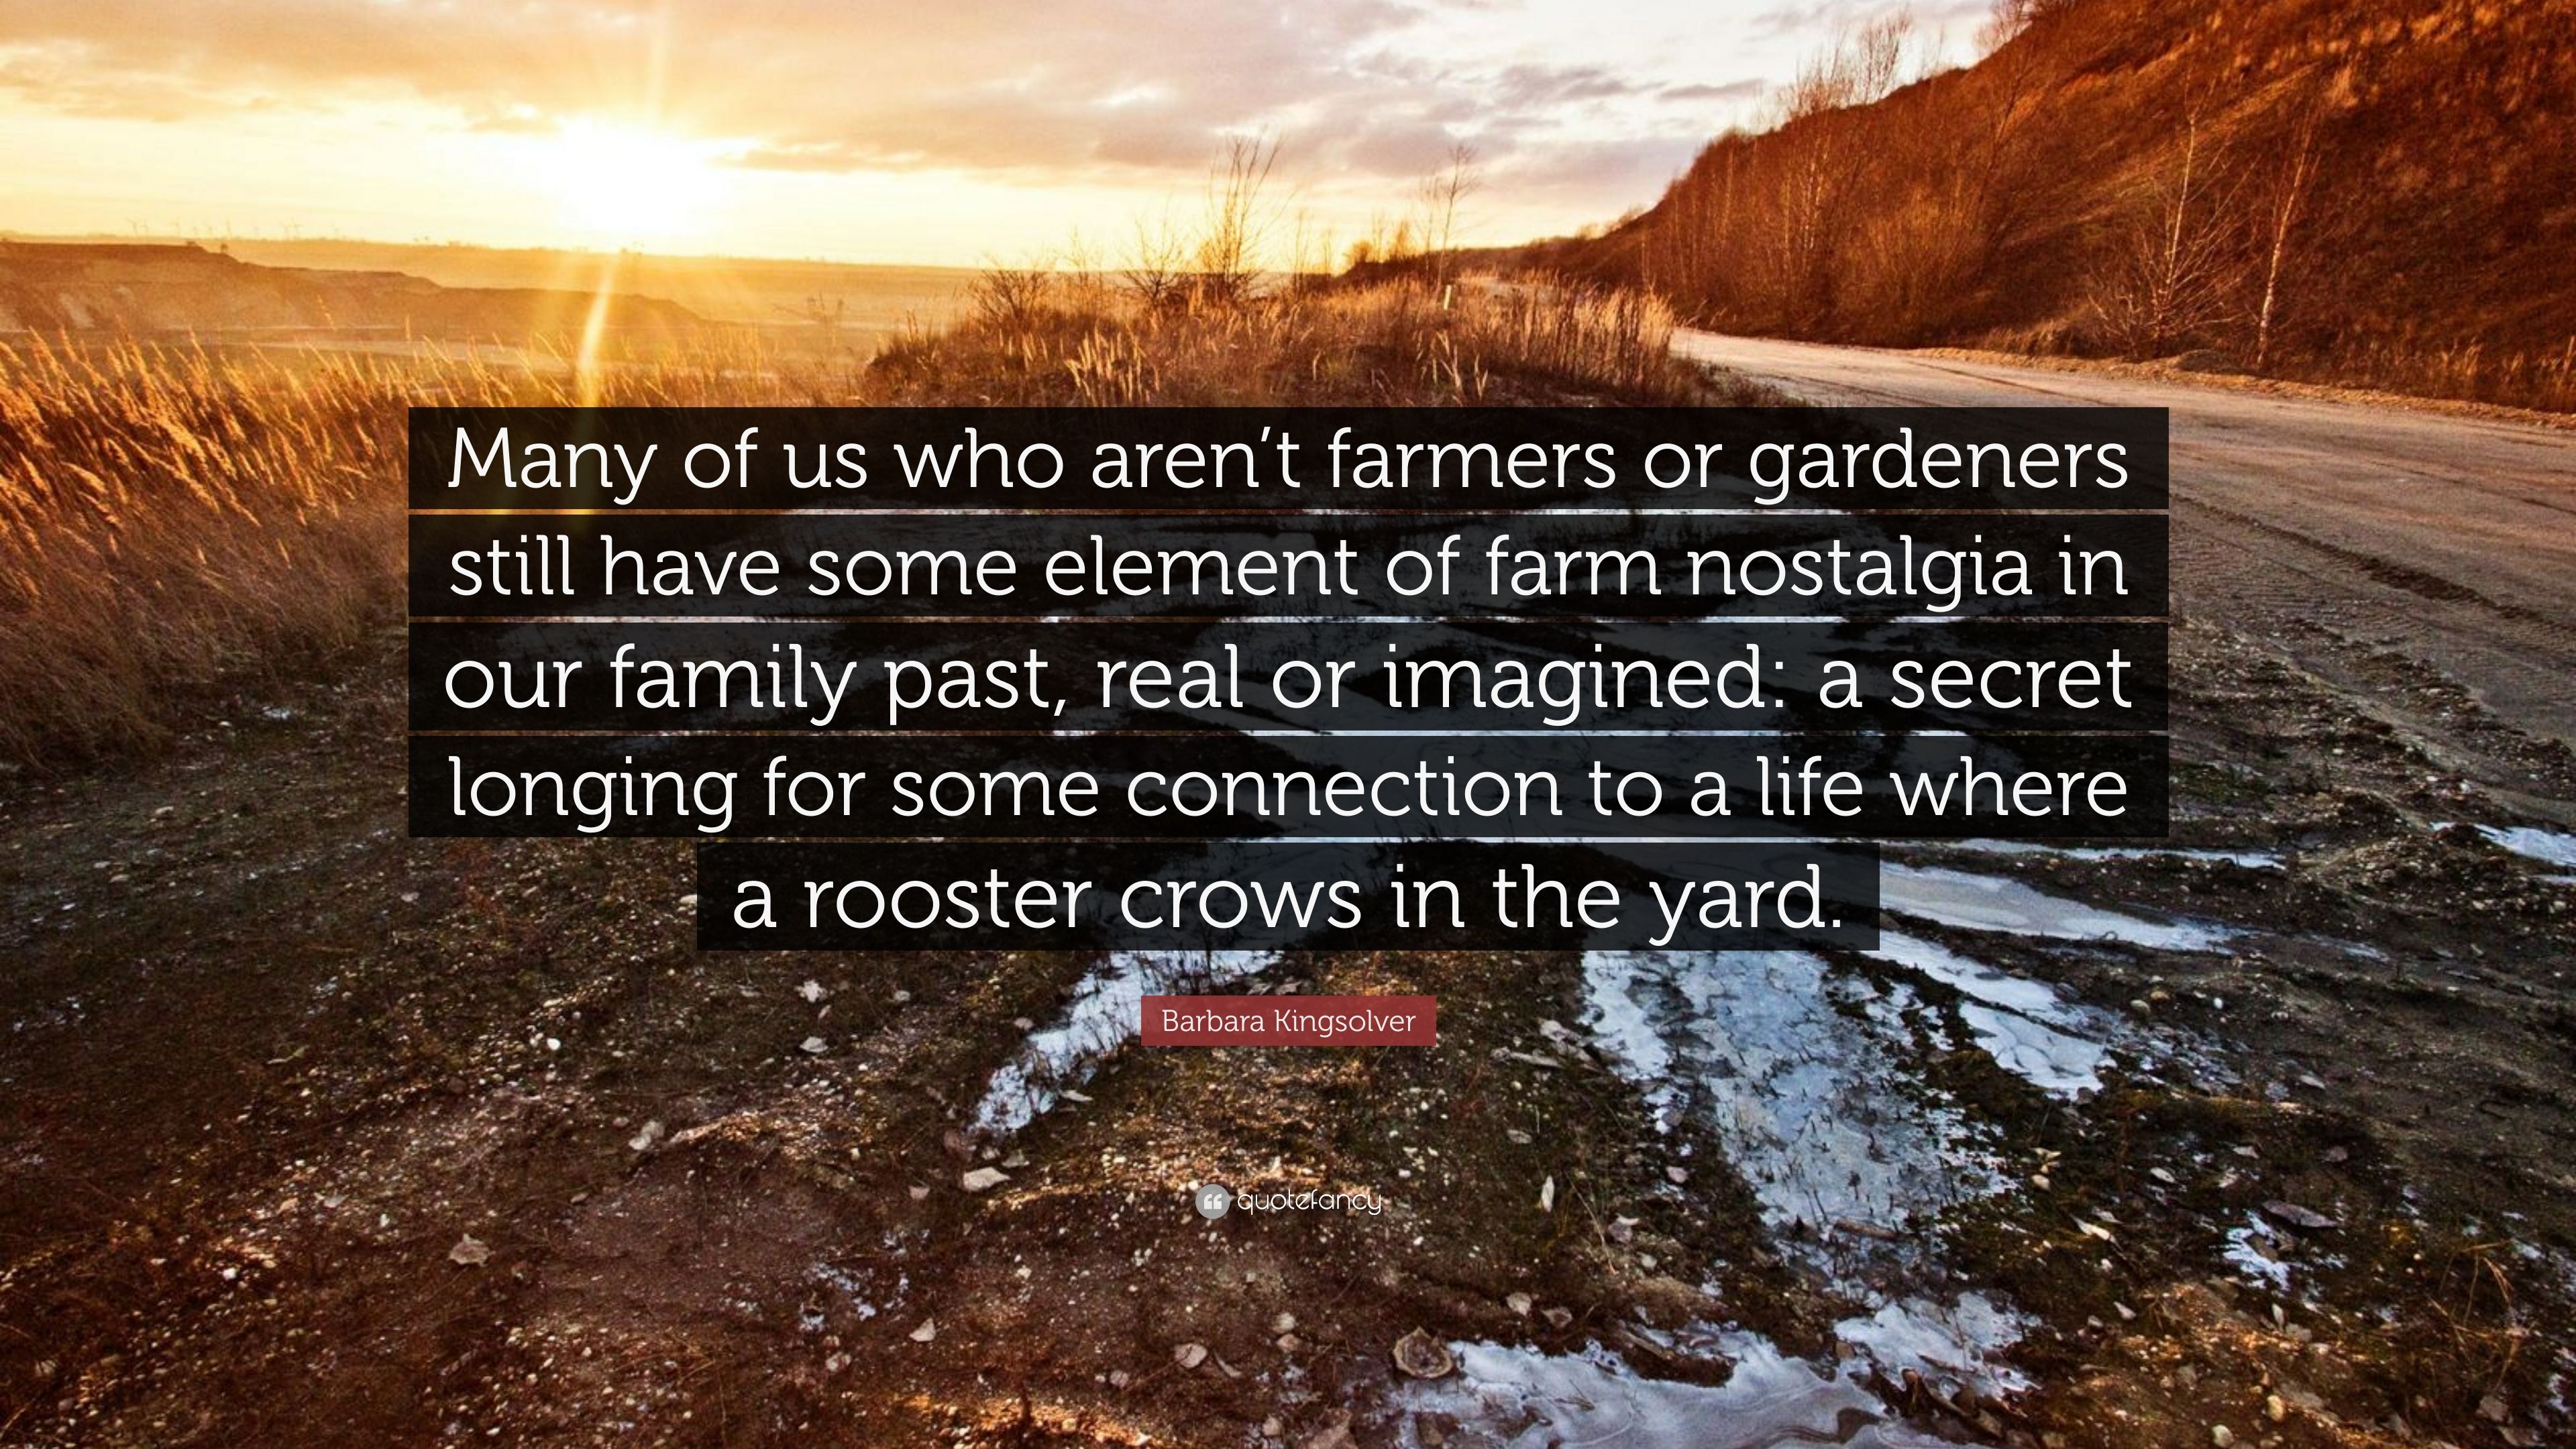 Many of us who aren’t farmers or gardeners
still have some element of farm nostalgia in
our family past, real or imagined: a secret
longing for some connection to a life where
a rooster crows in the yard.
Barbara Kingsolver
quotefancy